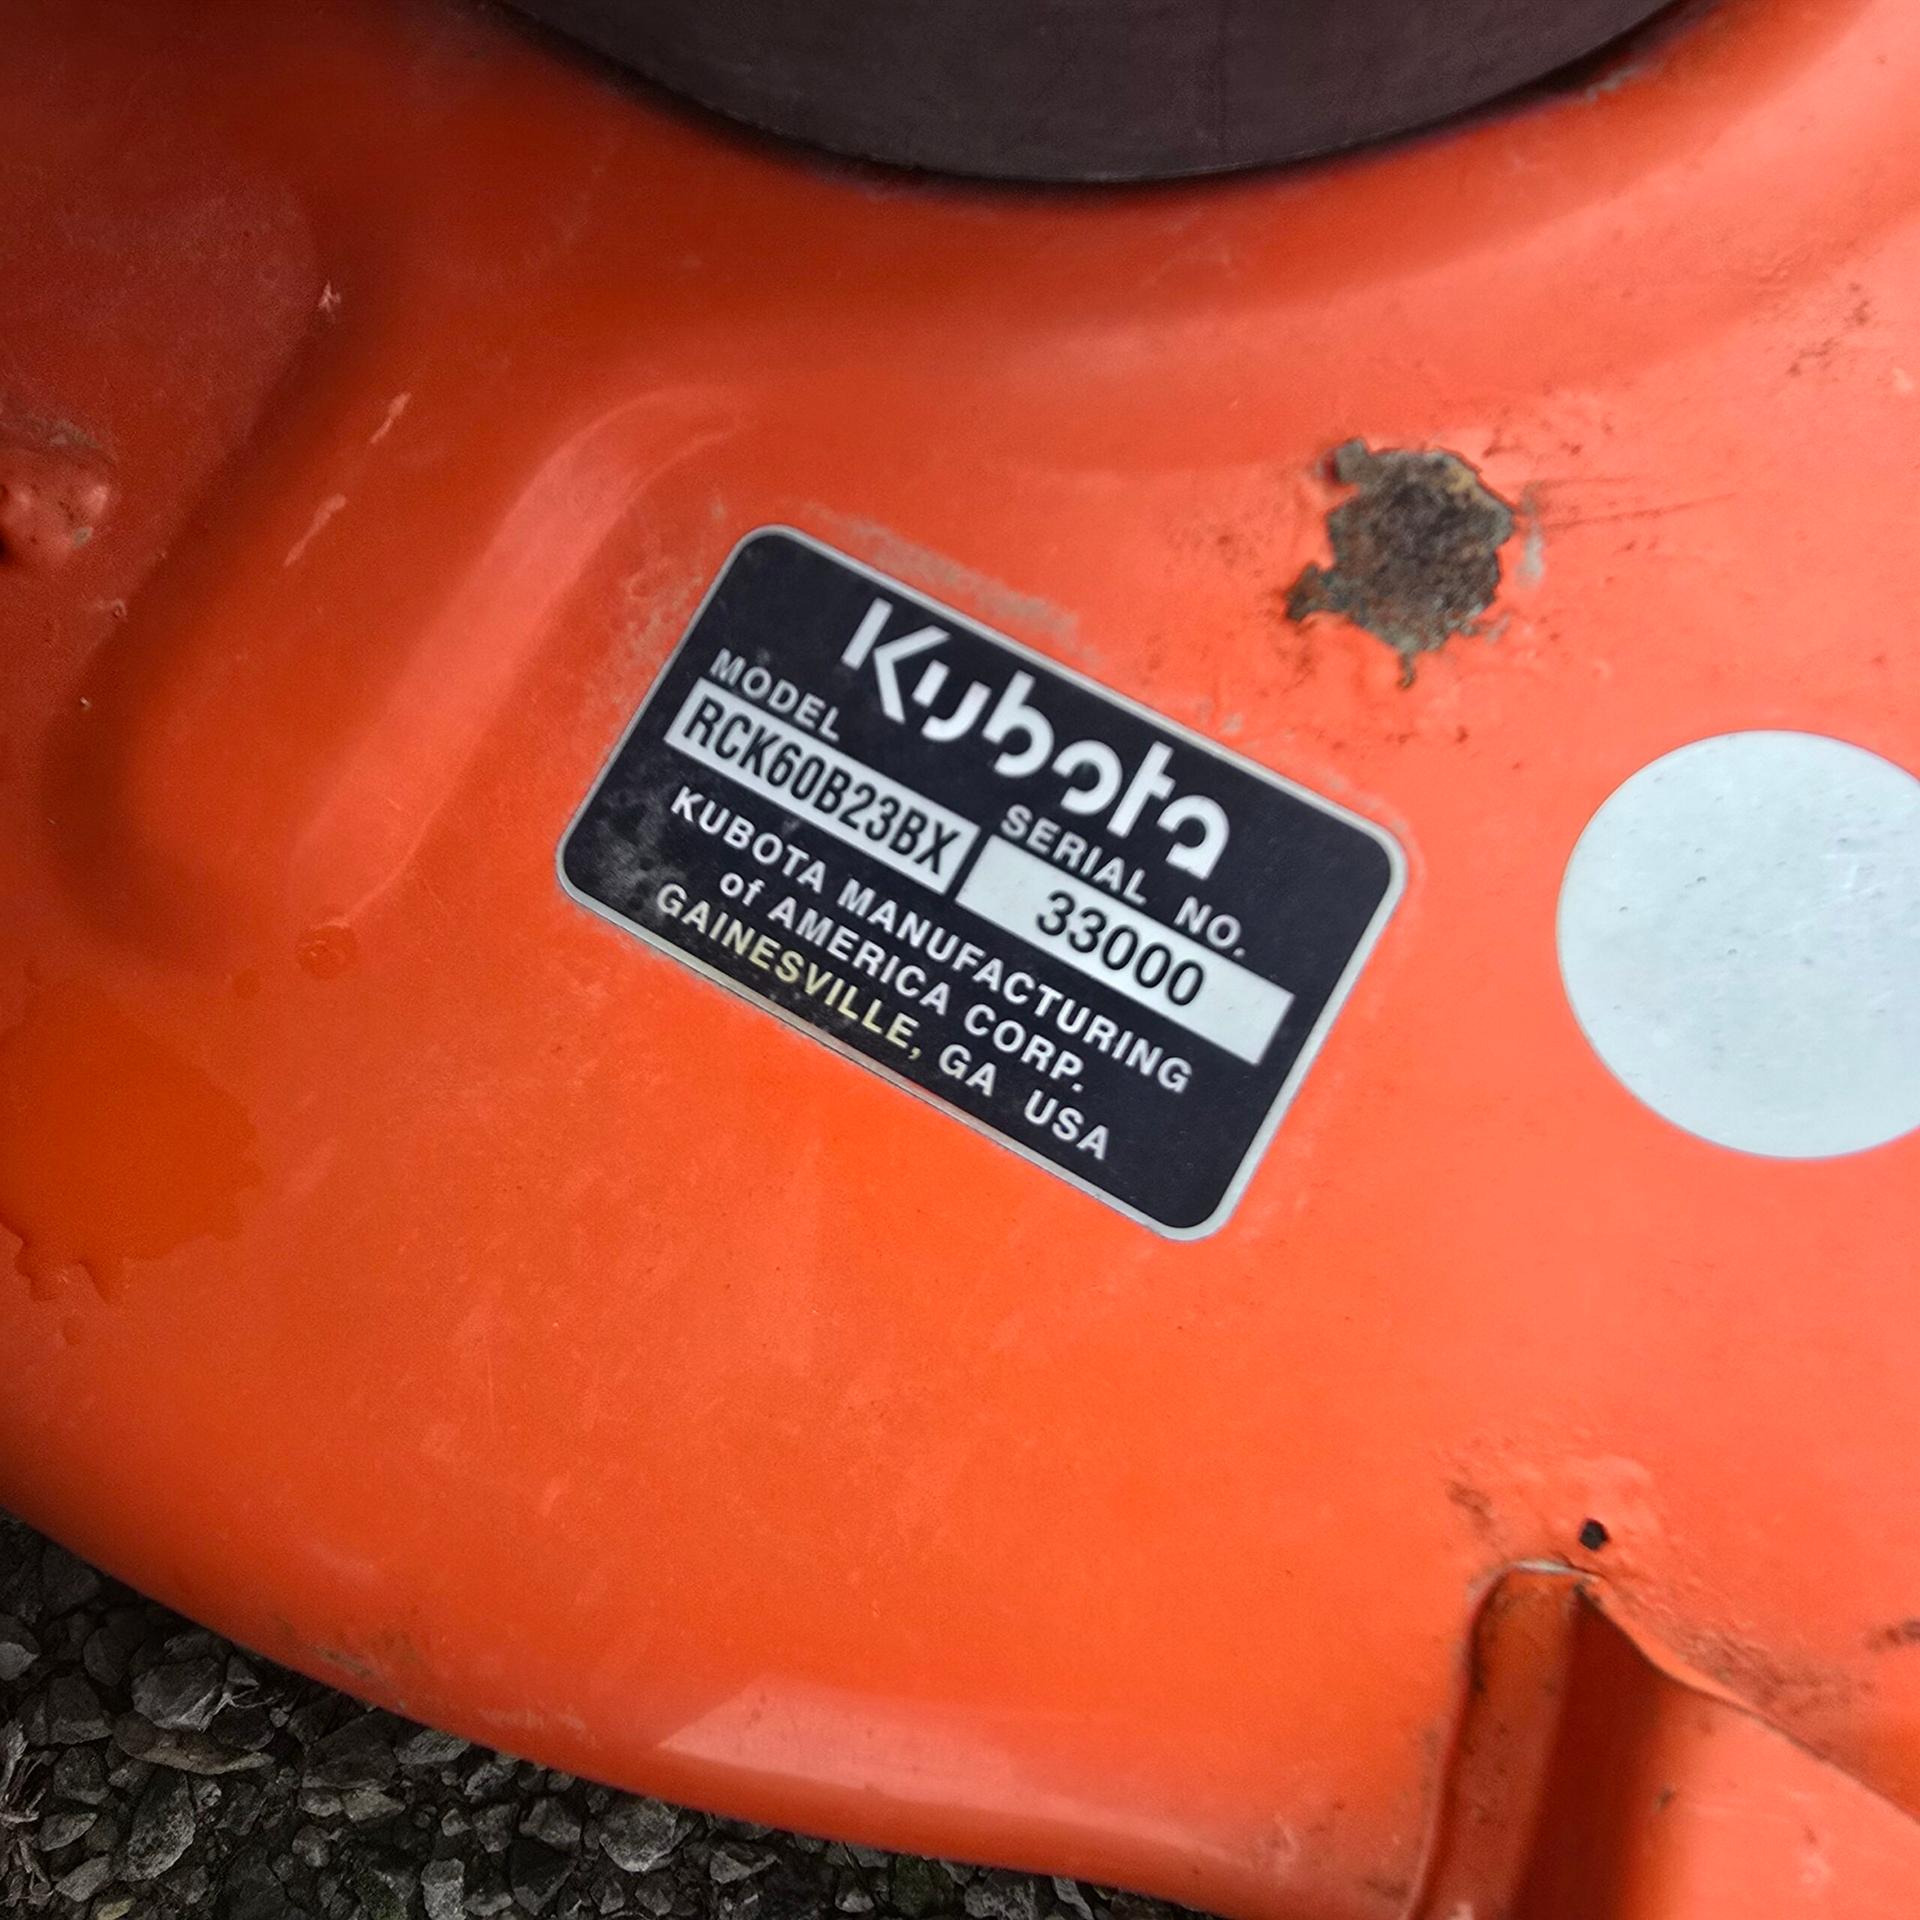 Kubota
MODEL
RCK60B23BX
SERIAL NO.
33000
KUBOTA MANUFACTURING
of AMERICA CORP.
GAINESVILLE, GA USA